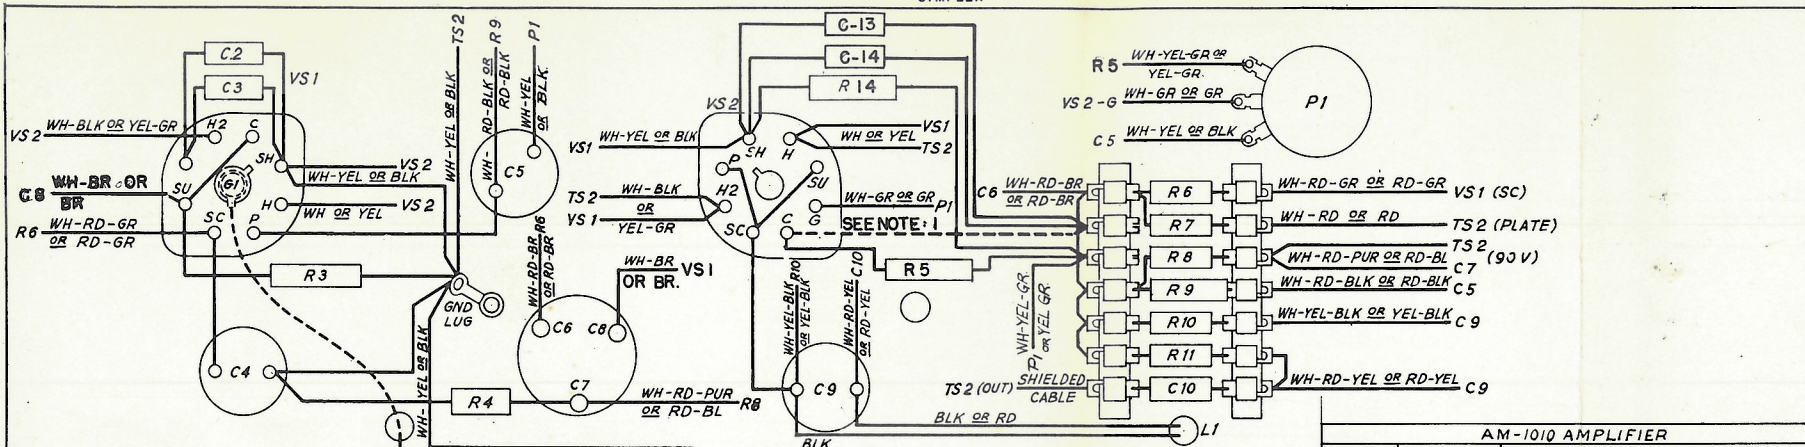 C2
C3
VS1
TS2
R9
P1
WH-YEL OR BLK
WH-
RD-BLK OR
RD-BLK
WH-YEL
OR BLK
VS2
WH-BLK OR YEL-GR
H2
C
SH
VS2
WH-YEL OR BLK
C8
WH-BR OR
BR
SU
G1
H
WH OR YEL
VS2
SC
P
R6
WH-RD-GR
OR RD-GR
C5
R3
GND
LUG
C4
WH-YEL OR BLK
R4
WH-RD-BR
OR RD-BR
R6
WH-BR
OR BR.
VS1
C6
C8
C7
WH-RD-PUR
OR RD-BL
R8
C-13
C-14
R 14
VS2
VS1
WH-YEL OR BLK
SH
H
VS1
WH OR YEL
TS2
P
SU
TS2
WH-BLK
OR
VS1
YEL-GR
H2
G
WH-GR OR GR
P1
SC
C
SEE NOTE: 1
R5
WH-YEL-BLK
OR YEL-BLK
R10
WH-RD-YEL
OR RD-YEL
C10
C9
BLK OR RD
BLK
L1
R5
WH-YEL-GR OR
YEL-GR.
VS2-G
WH-GR OR GR
C5
WH-YEL OR BLK
P1
C6
WH-RD-BR
OR RD-BR
R6
WH-RD-GR OR RD-GR
VS1 (SC)
R7
WH-RD OR RD
TS2 (PLATE)
R8
TS2
WH-RD-PUR OR RD-BL
(90V)
C7
R9
WH-RD-BLK OR RD-BLK
C5
WH-YEL-GR.
OR YEL GR.
P1
R10
WH-YEL-BLK OR YEL-BLK
C9
R11
TS2 (OUT)
SHIELDED
CABLE
C10
WH-RD-YEL OR RD-YEL
C9
AM-1010 AMPLIFIER